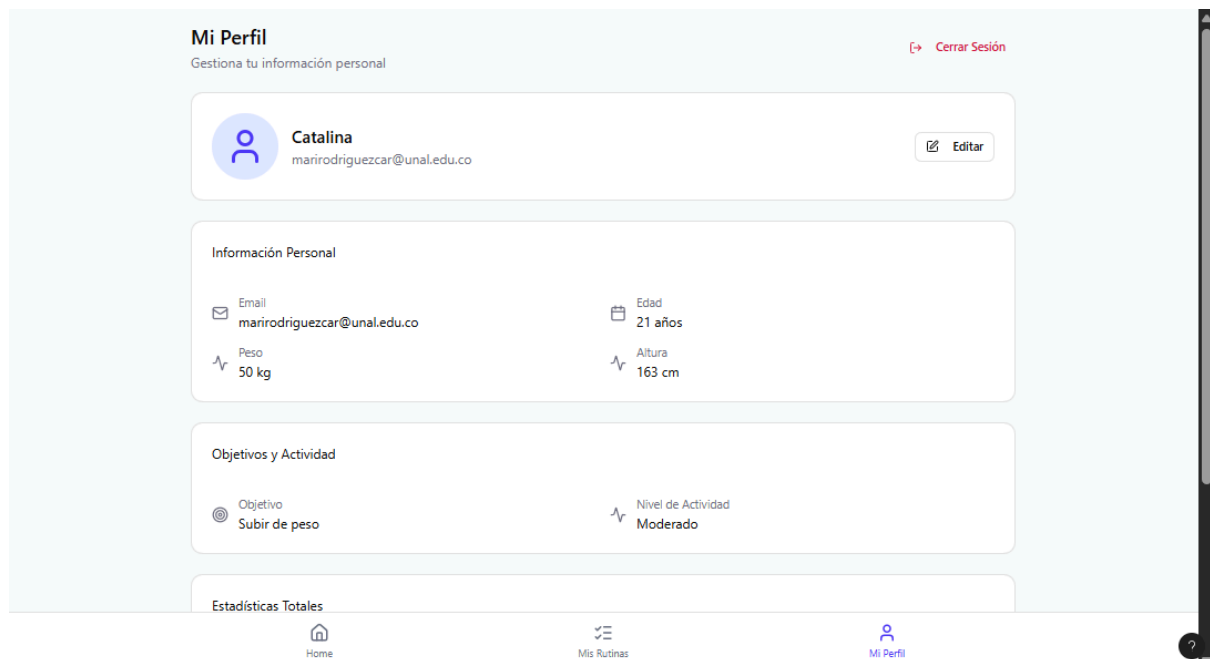 Mi Perfil
Cerrar Sesión
Gestiona tu información personal
Catalina
marirodriguezcar@unal.edu.co
Editar
Información Personal
Email
marirodriguezcar@unal.edu.co
Edad
21 años
Peso
50 kg
Altura
163 cm
Objetivos y Actividad
Objetivo
Subir de peso
Nivel de Actividad
Moderado
Estadísticas Totales
Home
Mis Rutinas
Mi Perfil
?